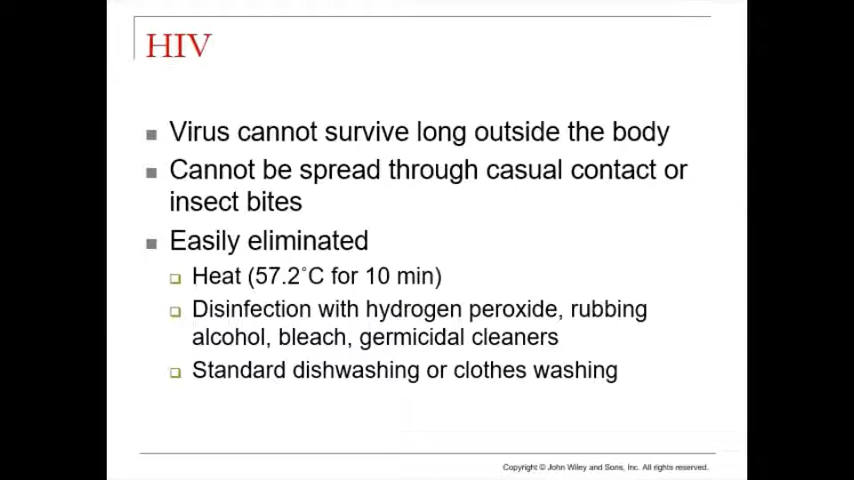 HIV
Virus cannot survive long outside the body
Cannot be spread through casual contact or
insect bites
Easily eliminated
Heat (57.2˚C for 10 min)
Disinfection with hydrogen peroxide, rubbing
alcohol, bleach, germicidal cleaners
Standard dishwashing or clothes washing
Copyright © John Wiley and Sons, Inc. All rights reserved.